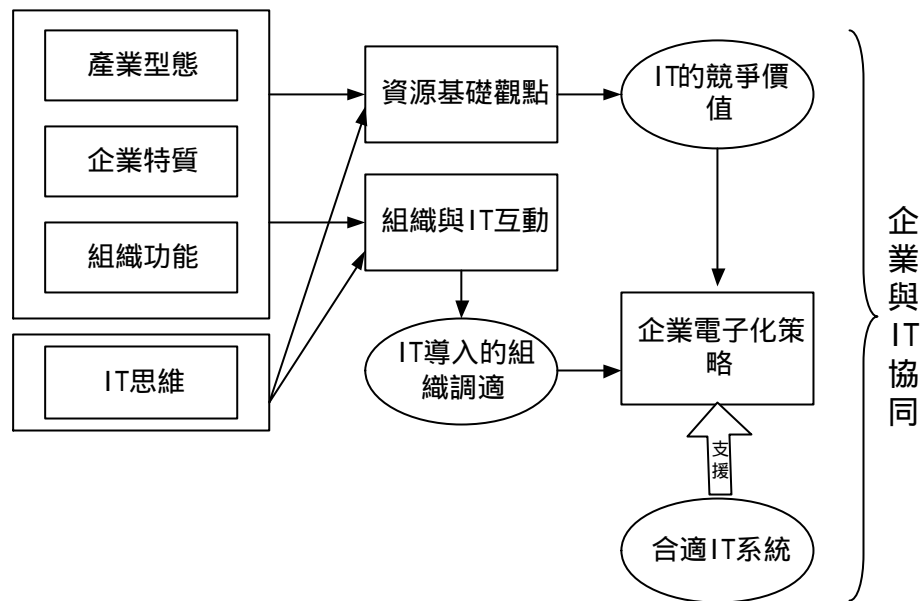 產業型態
企業特質
組織功能
IT思維
資源基礎觀點
組織與IT互動
IT導入的組
織調適
IT的競爭價
值
企業電子化策
略
支
援
合適IT系統
企
業
與
IT
協
同